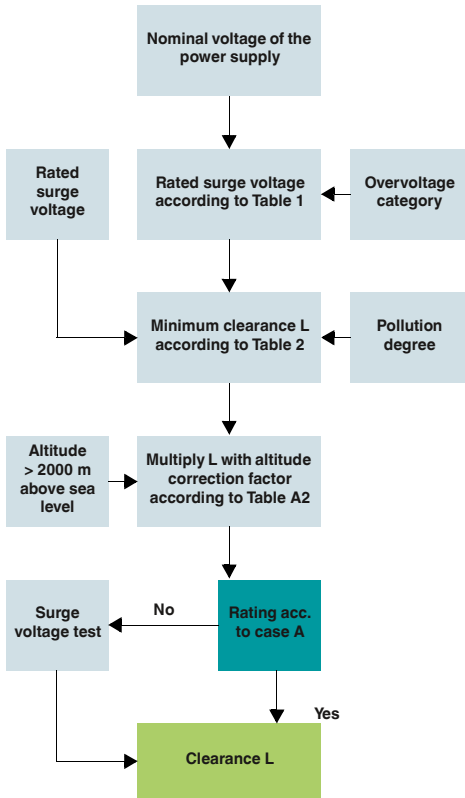 Nominal voltage of the
power supply
Rated
surge
voltage
Rated surge voltage
according to Table 1
Overvoltage
category
Minimum clearance L
according to Table 2
Pollution
degree
Altitude
> 2000 m
above sea
level
Multiply L with altitude
correction factor
according to Table A2
Surge
voltage test
No
Rating acc.
to case A
Yes
Clearance L